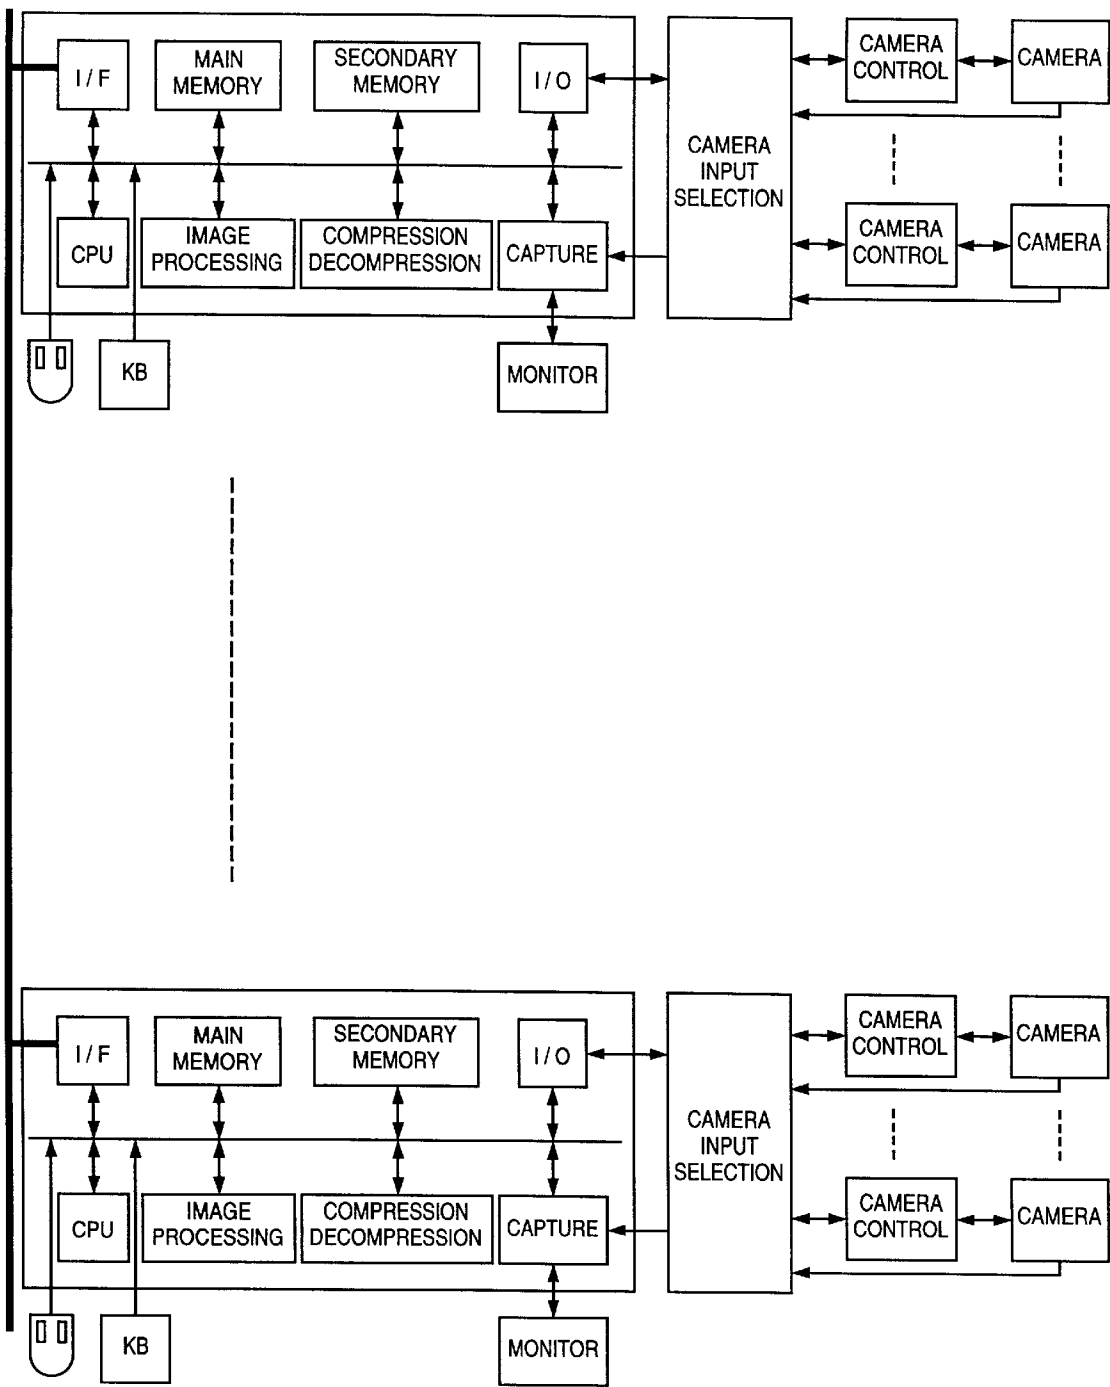 I/F
MAIN
MEMORY
SECONDARY
MEMORY
I/O
CPU
IMAGE
PROCESSING
COMPRESSION
DECOMPRESSION
CAPTURE
KB
MONITOR
CAMERA
INPUT
SELECTION
CAMERA
CONTROL
CAMERA
CAMERA
CONTROL
CAMERA
I/F
MAIN
MEMORY
SECONDARY
MEMORY
I/O
CPU
IMAGE
PROCESSING
COMPRESSION
DECOMPRESSION
CAPTURE
KB
MONITOR
CAMERA
INPUT
SELECTION
CAMERA
CONTROL
CAMERA
CAMERA
CONTROL
CAMERA